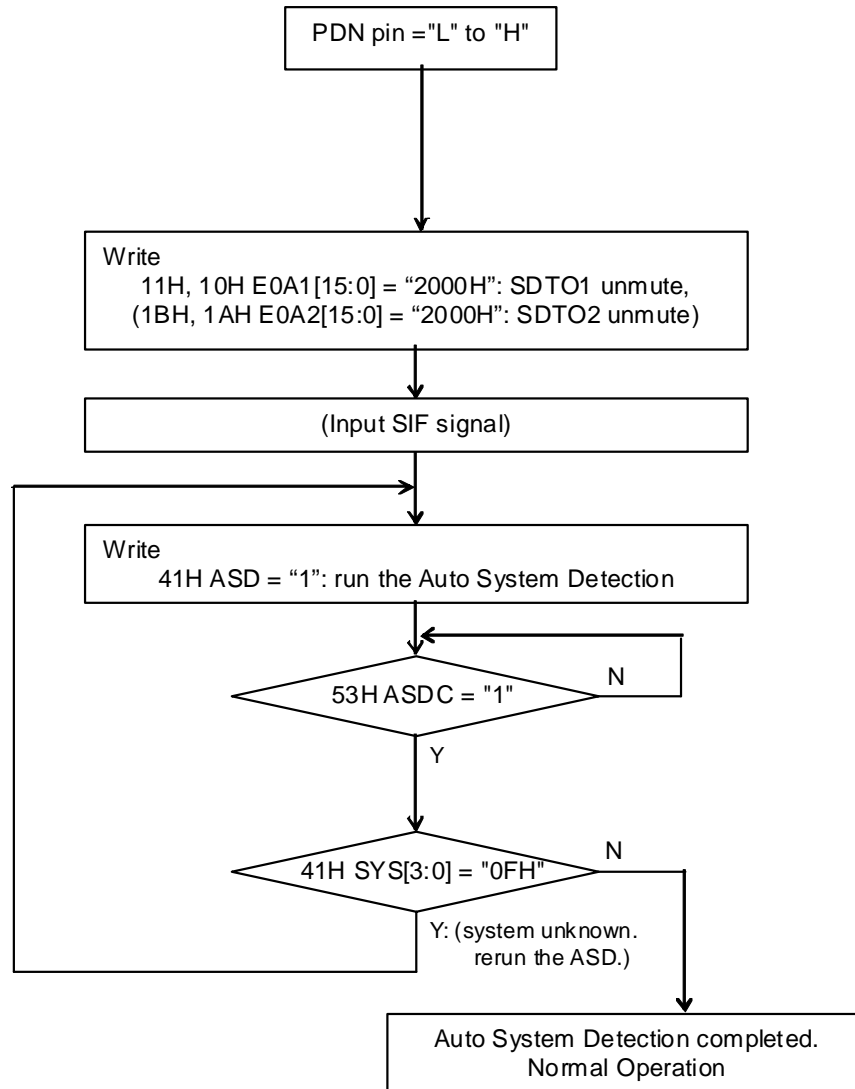 PDN pin ="L" to "H"
Write
11H, 10H E0A1[15:0] = “2000H”: SDTO1 unmute,
(1BH, 1AH E0A2[15:0] = “2000H”: SDTO2 unmute)
(Input SIF signal)
Write
41H ASD = “1”: run the Auto System Detection
53H ASDC = "1"
N
Y
41H SYS[3:0] = "0FH"
N
Y: (system unknown.
rerun the ASD.)
Auto System Detection completed.
Normal Operation